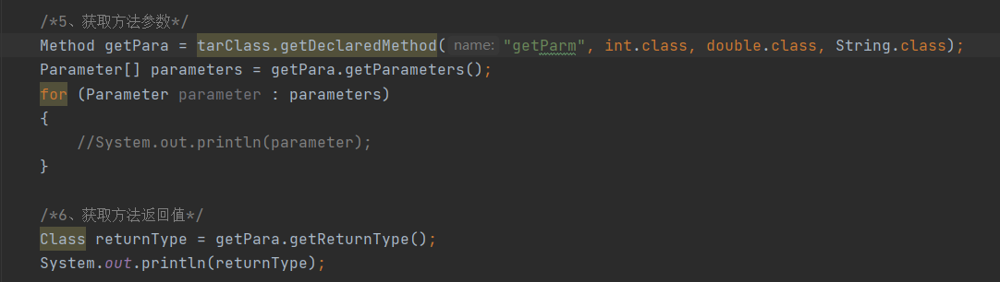 /*5、获取方法参数*/
Method getPara = tarClass.getDeclaredMethod( name: "getParm", int.class, double.class, String.class);
Parameter[] parameters = getPara.getParameters();
for (Parameter parameter : parameters)
{
//System.out.println(parameter);
}
/*6、获取方法返回值*/
Class returnType = getPara.getReturnType();
System.out.println(returnType);